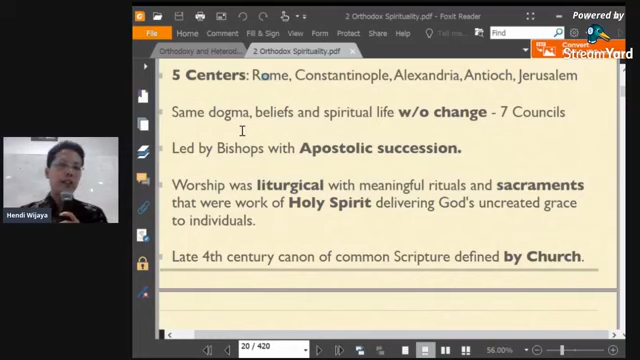 2 Orthodox Spirituality.pdf - Foxit Reader
Powered by
StreamYard
File Home Comment Fill & Sign View Protect Share Help
Tell me
Find
Orthodoxy and Heterod...
2 Orthodox Spirituality.pdf
Convert
5 Centers: Rome, Constantinople, Alexandria, Antioch, Jerusalem
Same dogma, beliefs and spiritual life w/o change - 7 Councils
Led by Bishops with Apostolic succession.
Worship was liturgical with meaningful rituals and sacraments
that were work of Holy Spirit delivering God's uncreated grace
to individuals.
Late 4th century canon of common Scripture defined by Church.
Hendi Wijaya
20 / 420
56.00%